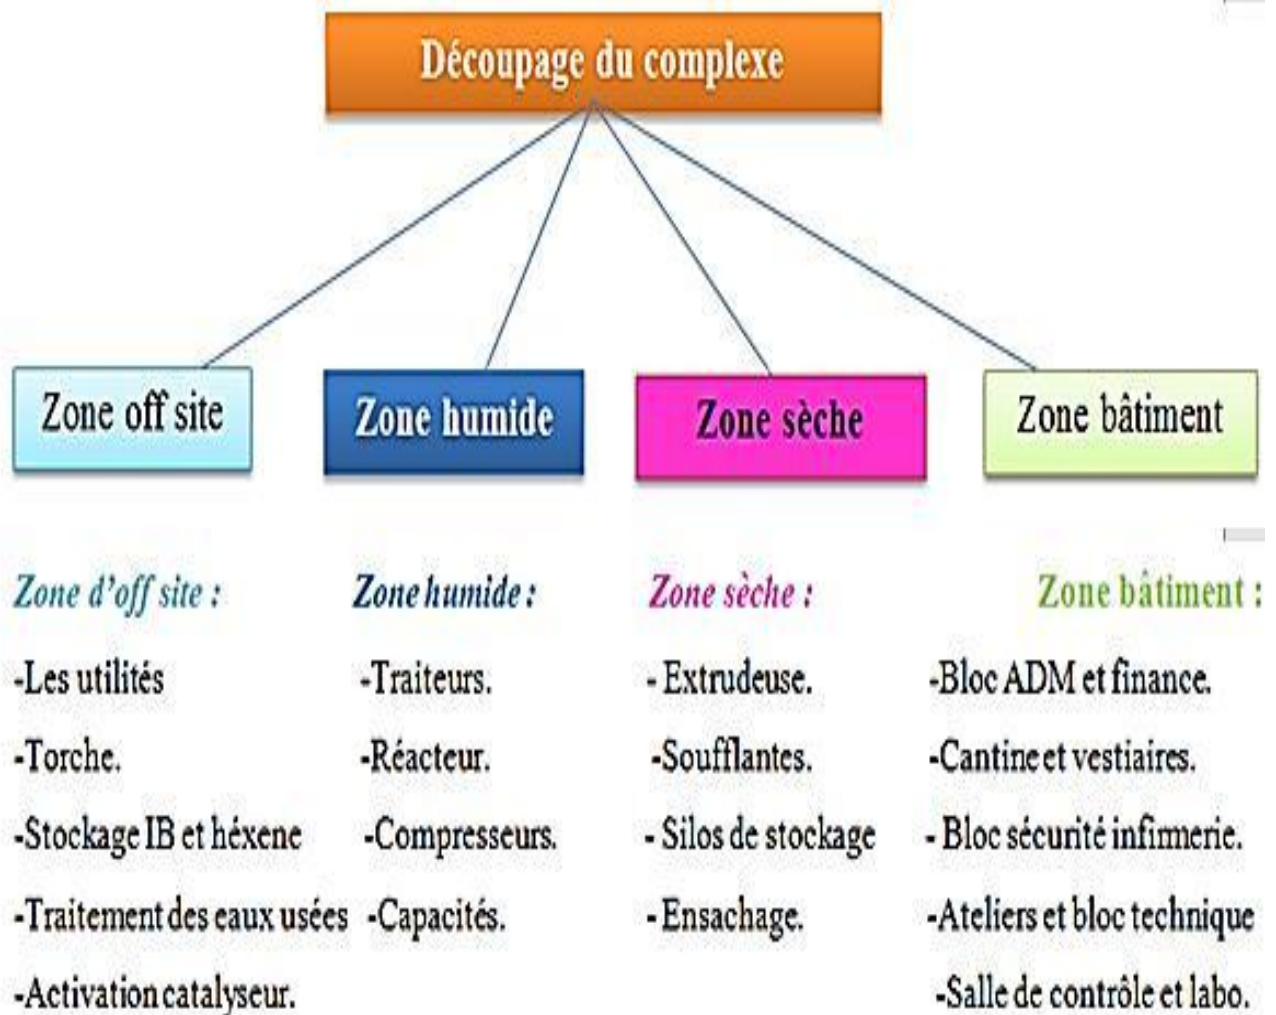 Découpage du complexe
Zone off site
Zone humide
Zone sèche
Zone bâtiment
Zone d'off site :
-Les utilités
-Torche.
-Stockage IB et héxene
-Traitement des eaux usées
-Activation catalyseur.
Zone humide :
-Traiteurs.
-Réacteur.
-Compresseurs.
-Capacités.
Zone sèche :
- Extrudeuse.
-Soufflantes.
- Silos de stockage
- Ensachage.
Zone bâtiment :
-Bloc ADM et finance.
-Cantine et vestiaires.
- Bloc sécurité infirmerie.
-Ateliers et bloc technique
-Salle de contrôle et labo.